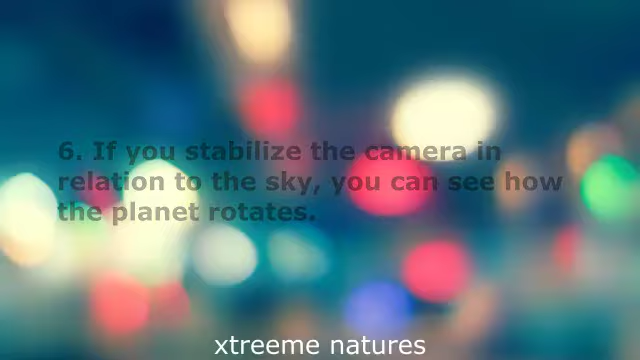 6. If you stabilize the camera in
relation to the sky, you can see how
the planet rotates.
xtreeme natures